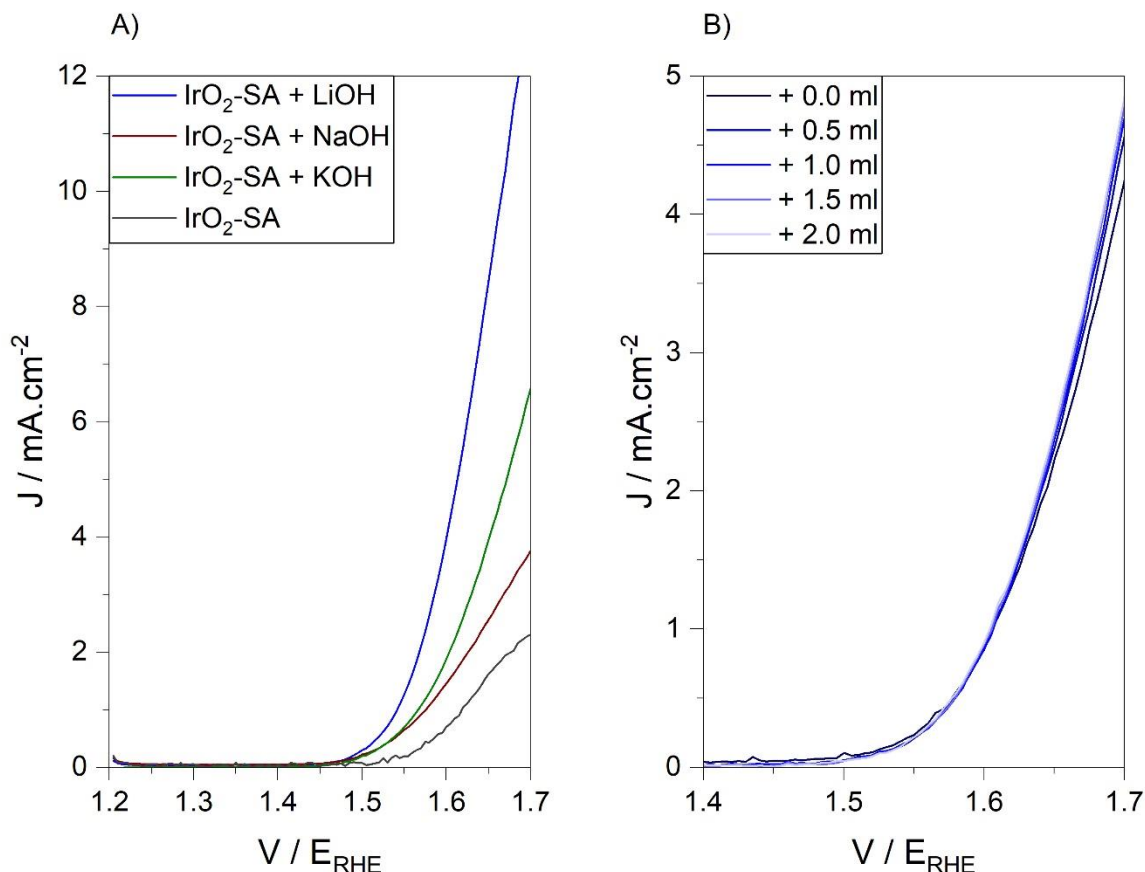 A)
12
10
8
6
4
2
0
J / mA.cm⁻²
IrO₂-SA + LiOH
IrO₂-SA + NaOH
IrO₂-SA + KOH
IrO₂-SA
1.2 1.3 1.4 1.5 1.6 1.7
V / E_RHE
B)
5
4
3
2
1
0
J / mA.cm⁻²
+ 0.0 ml
+ 0.5 ml
+ 1.0 ml
+ 1.5 ml
+ 2.0 ml
1.4 1.5 1.6 1.7
V / E_RHE